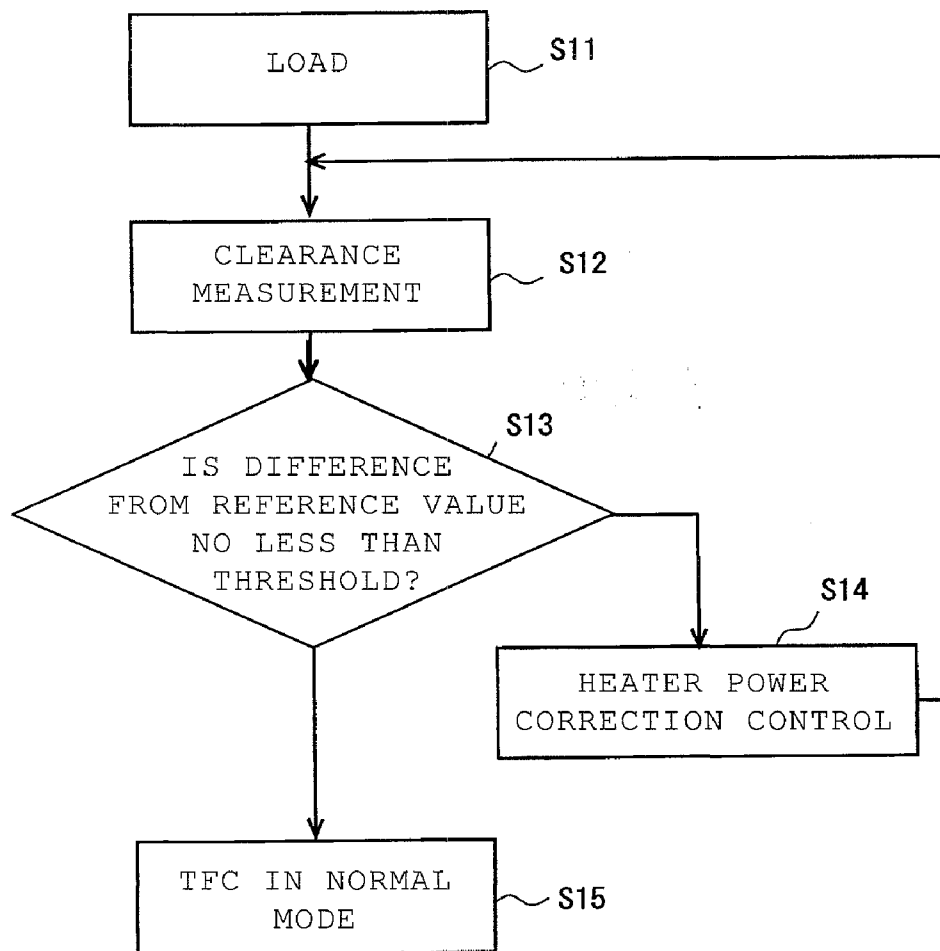 LOAD
S11
CLEARANCE
MEASUREMENT
S12
S13
IS DIFFERENCE
FROM REFERENCE VALUE
NO LESS THAN
THRESHOLD?
S14
HEATER POWER
CORRECTION CONTROL
TFC IN NORMAL
MODE
S15